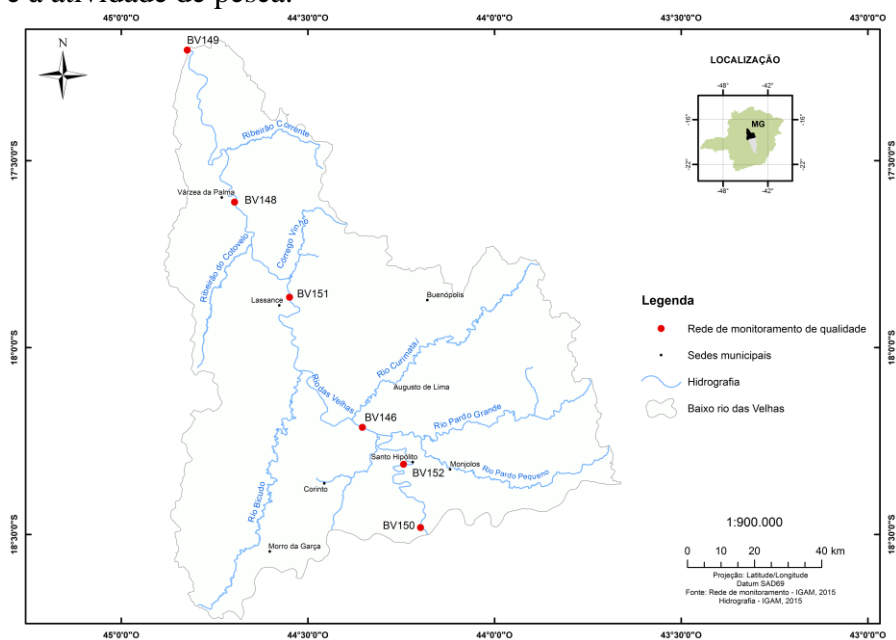 e a atividade de pesca.
45°0'0"O
44°30'0"O
44°0'0"O
43°30'0"O
43°0'0"O
BV149
N
LOCALIZAÇÃO
-48°
-42°
-16°
-16°
MG
-22°
-22°
-48°
-42°
Ribeirão Corrente
17°30'0"S
17°30'0"S
Várzea da Palma
BV148
Córrego Vinho
Ribeirão do Cotovelo
BV151
Lassance
Buenópolis
Legenda
Rede de monitoramento de qualidade
Sedes municipais
Hidrografia
Baixo rio das Velhas
18°0'0"S
18°0'0"S
Rio Curimataí
Rio das Velhas
Augusto de Lima
BV146
Rio Pardo Grande
Santo Hipólito
BV152
Monjolos
Rio Pardo Pequeno
Corinto
Rio Bicudo
BV150
18°30'0"S
18°30'0"S
Morro da Garça
1:900.000
0 10 20 40 km
Projeção: Latitude/Longitude
Datum SAD69
Fonte: Rede de monitoramento - IGAM, 2015
Hidrografia - IGAM, 2015
45°0'0"O
44°30'0"O
44°0'0"O
43°30'0"O
43°0'0"O